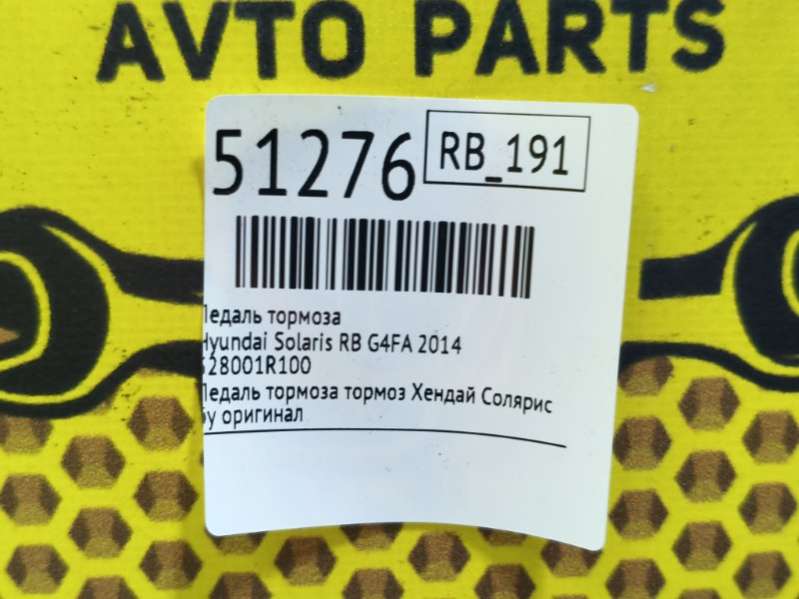 AVTO PARTS
51276
RB_191
Педаль тормоза
Hyundai Solaris RB G4FA 2014
328001R100
Педаль тормоза тормоз Хендай Солярис
бу оригинал